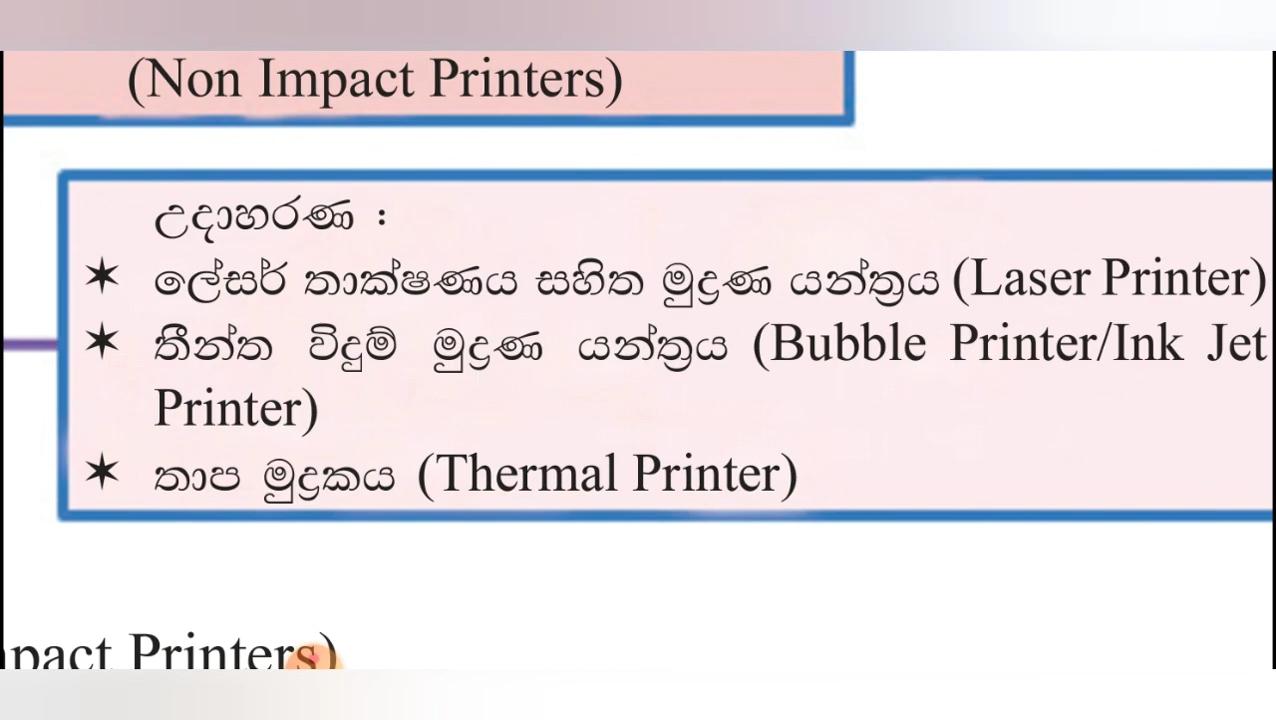 (Non Impact Printers)
උදාහරණ :
✶ ලේසර් තාක්ෂණය සහිත මුද්‍රණ යන්ත්‍රය (Laser Printer)
✶ තීන්ත විදුම් මුද්‍රණ යන්ත්‍රය (Bubble Printer/Ink Jet
Printer)
✶ තාප මුද්‍රකය (Thermal Printer)
Printers)